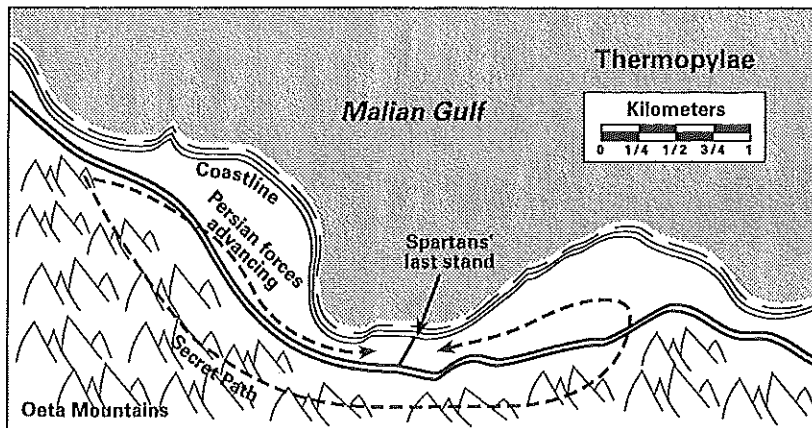 Thermopylae
Kilometers
0 1/4 1/2 3/4 1
Malian Gulf
Coastline
Persian forces
advancing
Spartans'
last stand
Secret Path
Oeta Mountains